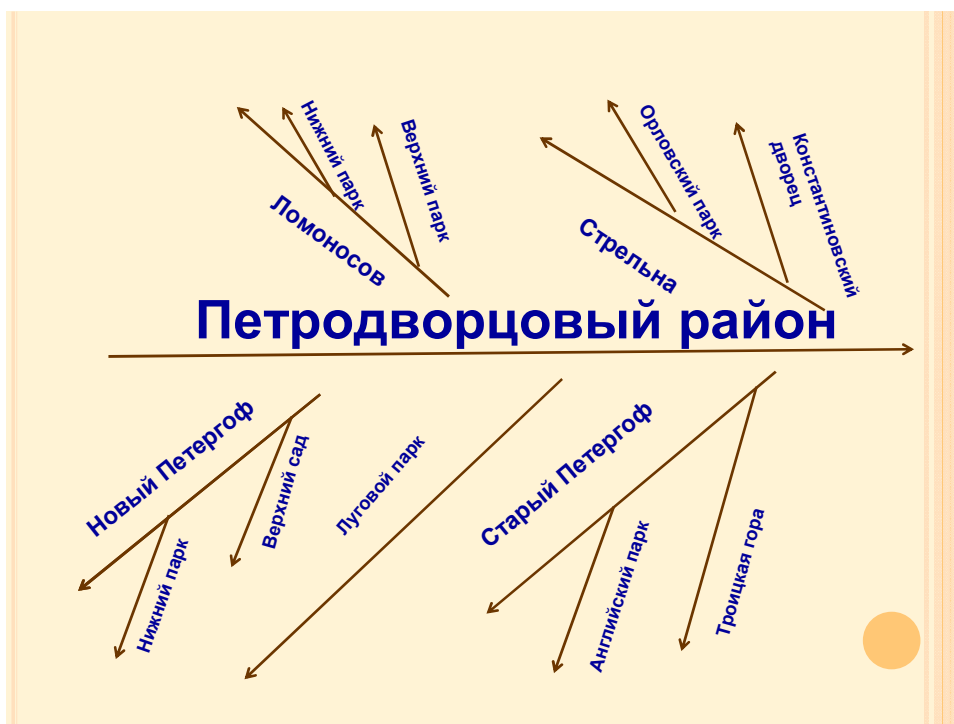 Нижний парк
Верхний парк
Ломоносов
Орловский парк
Константиновский
дворец
Стрельна
Петродворцовый район
Новый Петергоф
Верхний сад
Нижний парк
Луговой парк
Старый Петергоф
Английский парк
Троицкая гора